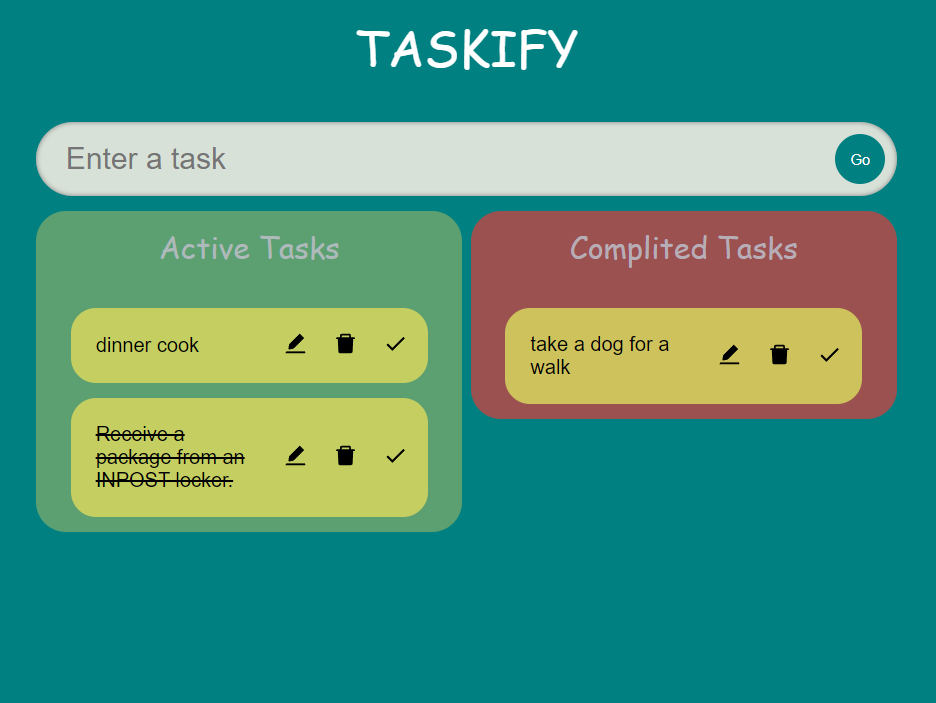 TASKIFY
Enter a task
Go
Active Tasks
Complited Tasks
dinner cook
Receive a
package from an
INPOST locker.
take a dog for a
walk